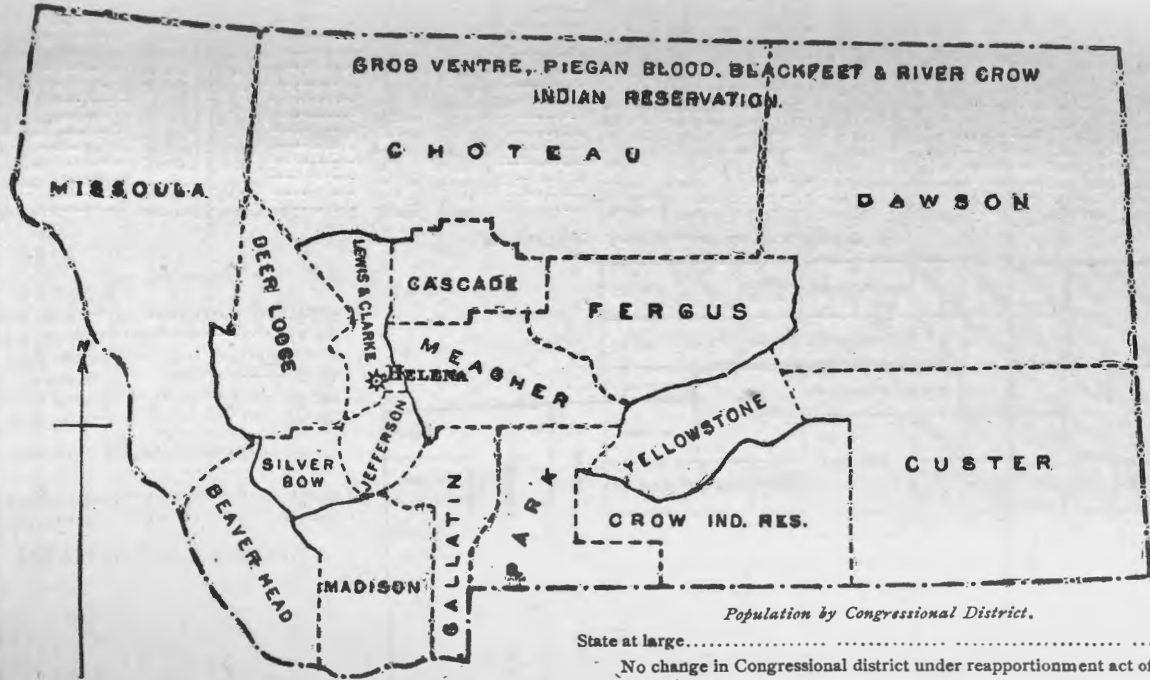 GROS VENTRE, PIEGAN BLOOD, BLACKFEET & RIVER CROW
INDIAN RESERVATION.
CHOTEAU
MISSOULA
DAWSON
DEER LODGE
LEWIS & CLARKE
CASCADE
FERGUS
MEAGHER
N
HELENA
JEFFERSON
YELLOWSTONE
SILVER
BOW
CUSTER
PARK
GALLATIN
BEAVER HEAD
CROW IND. RES.
MADISON
Population by Congressional District.
State at large
No change in Congressional district under reapportionment act of